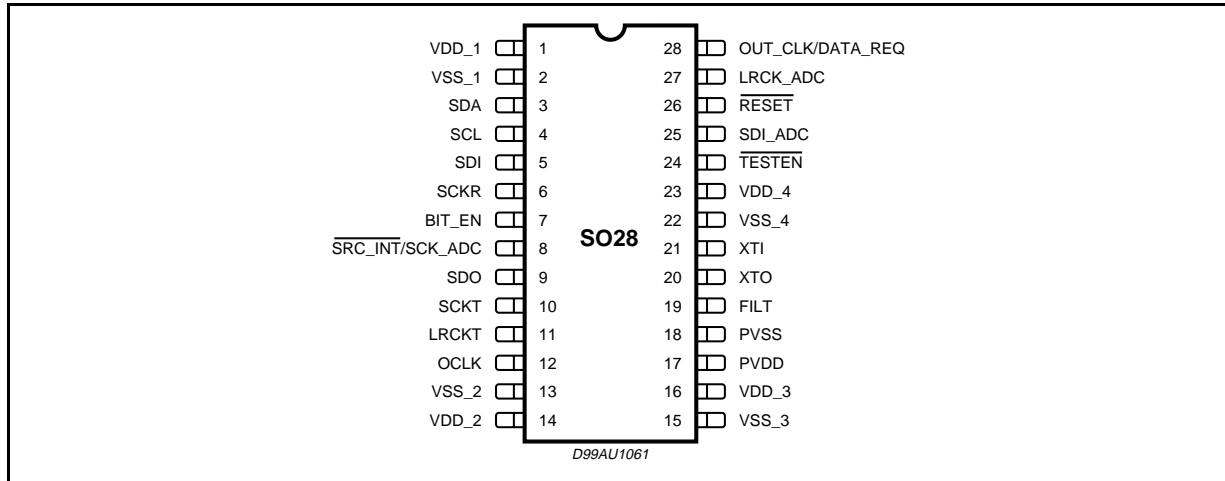 VDD_1 1 28 OUT_CLK/DATA_REQ
VSS_1 2 27 LRCK_ADC
SDA 3 26 RESET
SCL 4 25 SDI_ADC
SDI 5 24 TESTEN
SCKR 6 23 VDD_4
BIT_EN 7 22 VSS_4
SO28
SRC_INT/SCK_ADC 8 21 XTI
SDO 9 20 XTO
SCKT 10 19 FILT
LRCKT 11 18 PVSS
OCLK 12 17 PVDD
VSS_2 13 16 VDD_3
VDD_2 14 15 VSS_3
D99AU1061